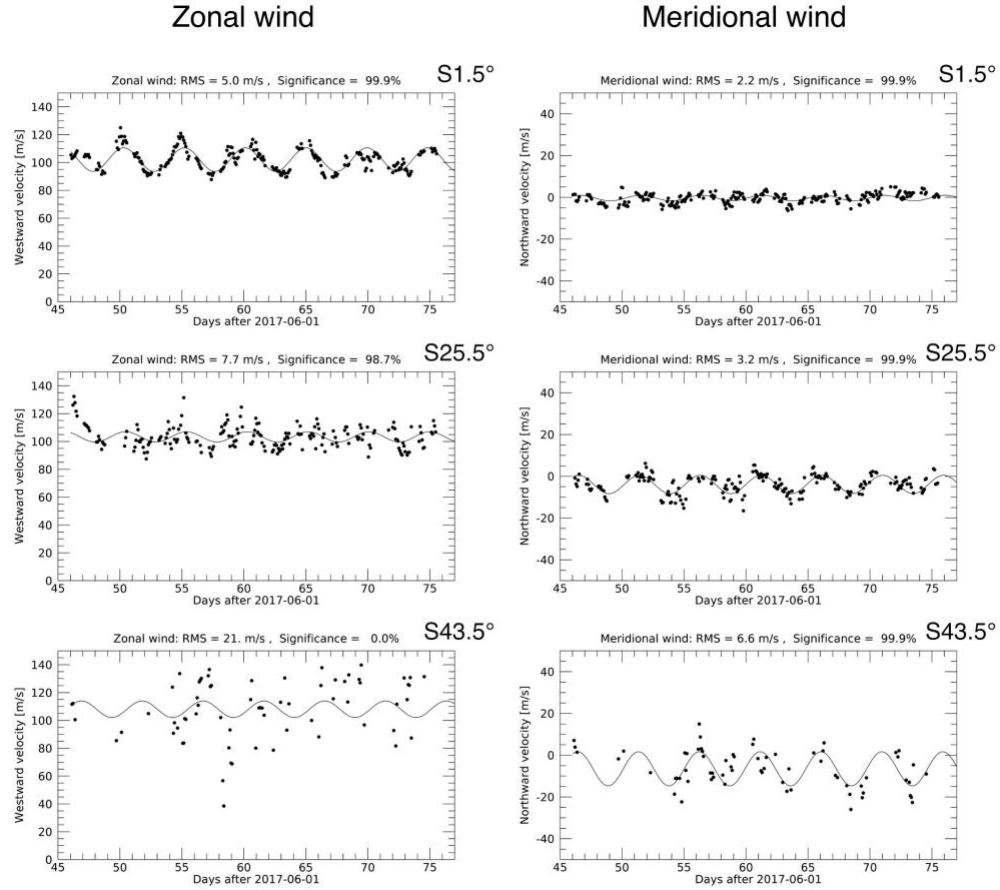 Zonal wind
Meridional wind
Zonal wind: RMS = 5.0 m/s , Significance = 99.9%
S1.5°
Westward velocity [m/s]
140
120
100
80
60
40
20
0
45 50 55 60 65 70 75
Days after 2017-06-01
Meridional wind: RMS = 2.2 m/s , Significance = 99.9%
S1.5°
Northward velocity [m/s]
40
20
0
-20
-40
45 50 55 60 65 70 75
Days after 2017-06-01
Zonal wind: RMS = 7.7 m/s , Significance = 98.7%
S25.5°
Westward velocity [m/s]
140
120
100
80
60
40
20
0
45 50 55 60 65 70 75
Days after 2017-06-01
Meridional wind: RMS = 3.2 m/s , Significance = 99.9%
S25.5°
Northward velocity [m/s]
40
20
0
-20
-40
45 50 55 60 65 70 75
Days after 2017-06-01
Zonal wind: RMS = 21. m/s , Significance = 0.0%
S43.5°
Westward velocity [m/s]
140
120
100
80
60
40
20
0
45 50 55 60 65 70 75
Days after 2017-06-01
Meridional wind: RMS = 6.6 m/s , Significance = 99.9%
S43.5°
Northward velocity [m/s]
40
20
0
-20
-40
45 50 55 60 65 70 75
Days after 2017-06-01